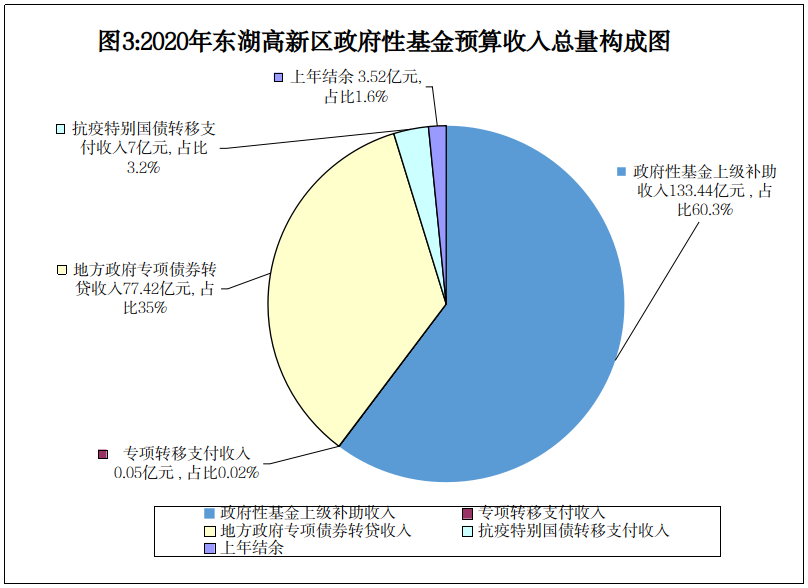 图3:2020年东湖高新区政府性基金预算收入总量构成图
上年结余 3.52亿元,
占比1.6%
抗疫特别国债转移支
付收入7亿元, 占比
3.2%
政府性基金上级补助
收入133.44亿元 , 占
比60.3%
地方政府专项债券转
贷收入77.42亿元, 占
比35%
专项转移支付收入
0.05亿元 , 占比0.02%
政府性基金上级补助收入
专项转移支付收入
地方政府专项债券转贷收入
抗疫特别国债转移支付收入
上年结余